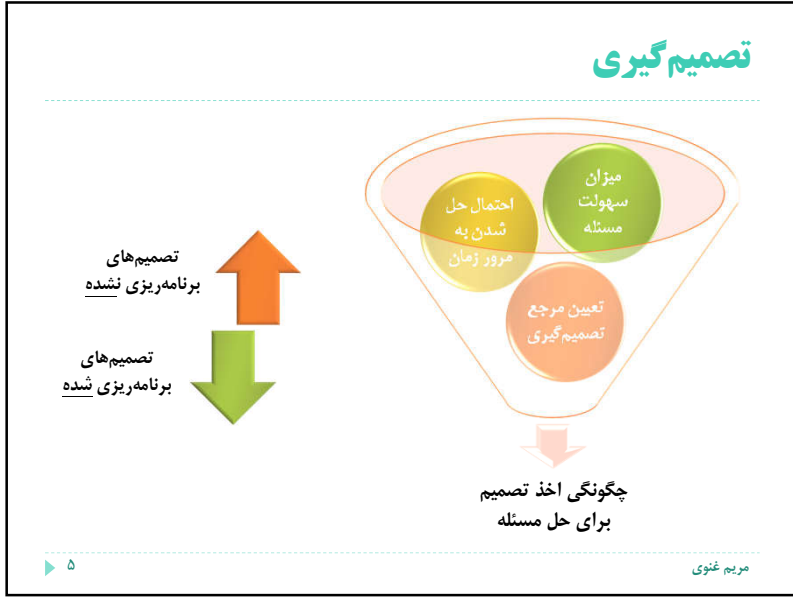 تصمیم‌گیری
میزان
سهولت
مسئله
احتمال حل
شدن به
مرور زمان
تعیین مرجع
تصمیم‌گیری
چگونگی اخذ تصمیم
برای حل مسئله
تصمیم‌های
برنامه‌ریزی نشده
تصمیم‌های
برنامه‌ریزی شده
مریم غنوی
۵